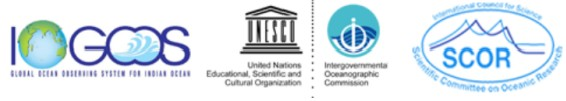 IOGOOS
GLOBAL OCEAN OBSERVING SYSTEM FOR INDIAN OCEAN
UNESCO
United Nations
Educational, Scientific and
Cultural Organization
Intergovernmental
Oceanographic
Commission
International Council for Science
SCOR
Scientific Committee on Oceanic Research